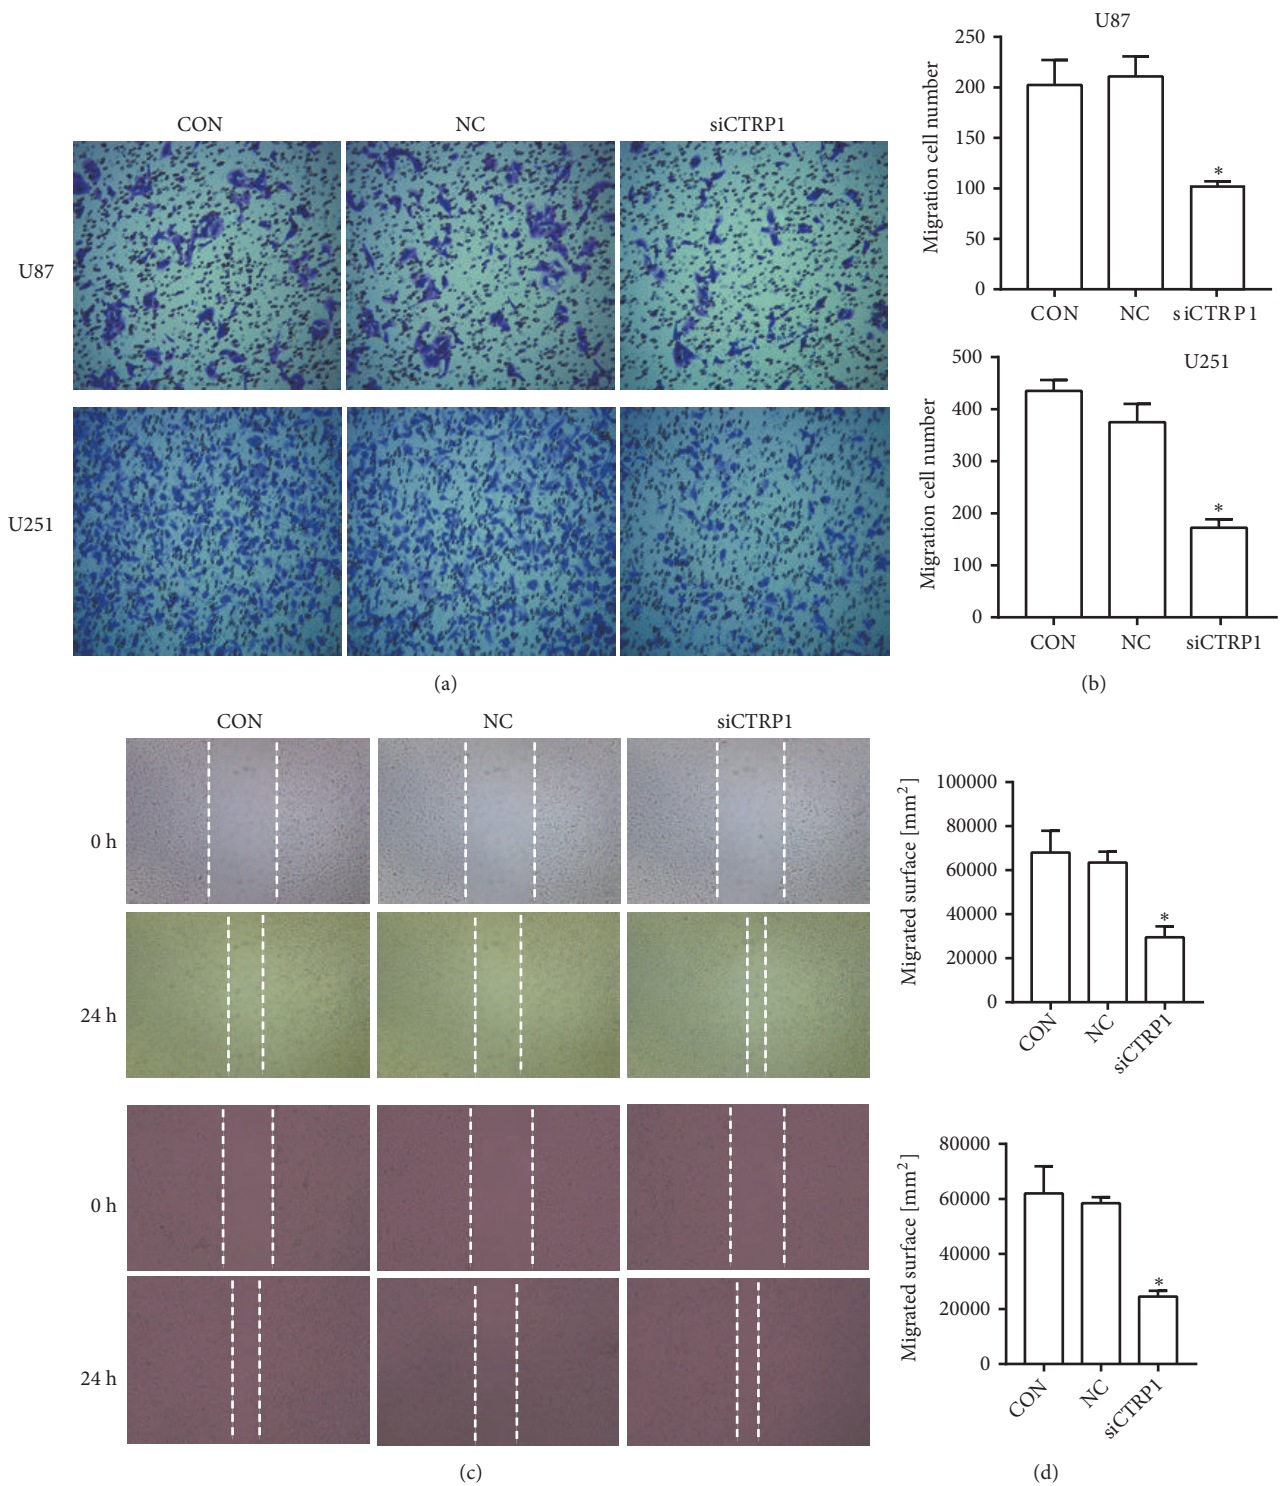 CON NC siCTRP1
U87
U251
(a)
U87
Migration cell number
250
200
150
100
50
0
*
CON NC siCTRP1
U251
Migration cell number
500
400
300
200
100
0
*
CON NC siCTRP1
(b)
CON NC siCTRP1
0 h
24 h
0 h
24 h
(c)
Migrated surface [mm²]
100000
80000
60000
40000
20000
0
*
CON NC siCTRP1
Migrated surface [mm²]
80000
60000
40000
20000
0
*
CON NC siCTRP1
(d)